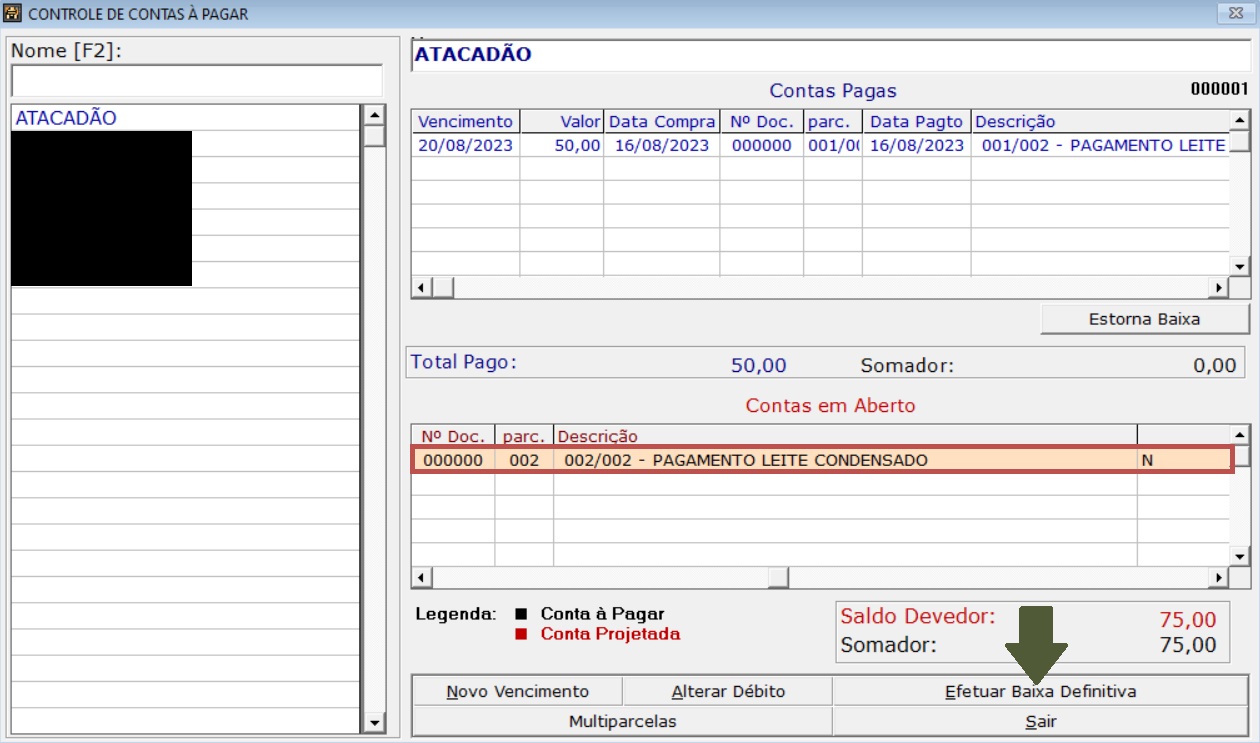 CONTROLE DE CONTAS À PAGAR
Nome [F2]:
ATACADÃO
ATACADÃO
Contas Pagas
000001
Vencimento Valor Data Compra Nº Doc. parc. Data Pagto Descrição
20/08/2023 50,00 16/08/2023 000000 001/00 16/08/2023 001/002 - PAGAMENTO LEITE
Estorna Baixa
Total Pago: 50,00 Somador: 0,00
Contas em Aberto
Nº Doc. parc. Descrição
000000 002 002/002 - PAGAMENTO LEITE CONDENSADO N
Legenda: Conta à Pagar
Conta Projetada
Saldo Devedor: 75,00
Somador: 75,00
Novo Vencimento Alterar Débito Efetuar Baixa Definitiva
Multiparcelas Sair